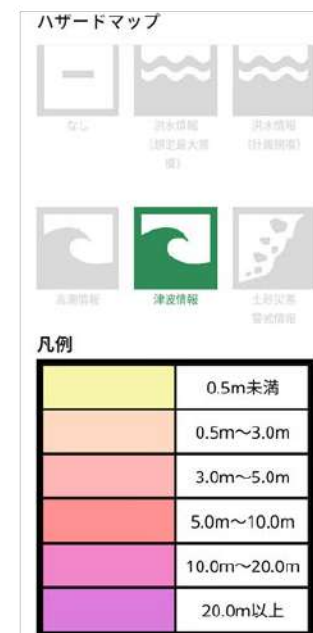 ハザードマップ
なし
洪水情報
(想定最大規
模)
洪水情報
(計画規模)
高潮情報
津波情報
土砂災害
警戒情報
凡例
0.5m未満
0.5m〜3.0m
3.0m〜5.0m
5.0m〜10.0m
10.0m〜20.0m
20.0m以上